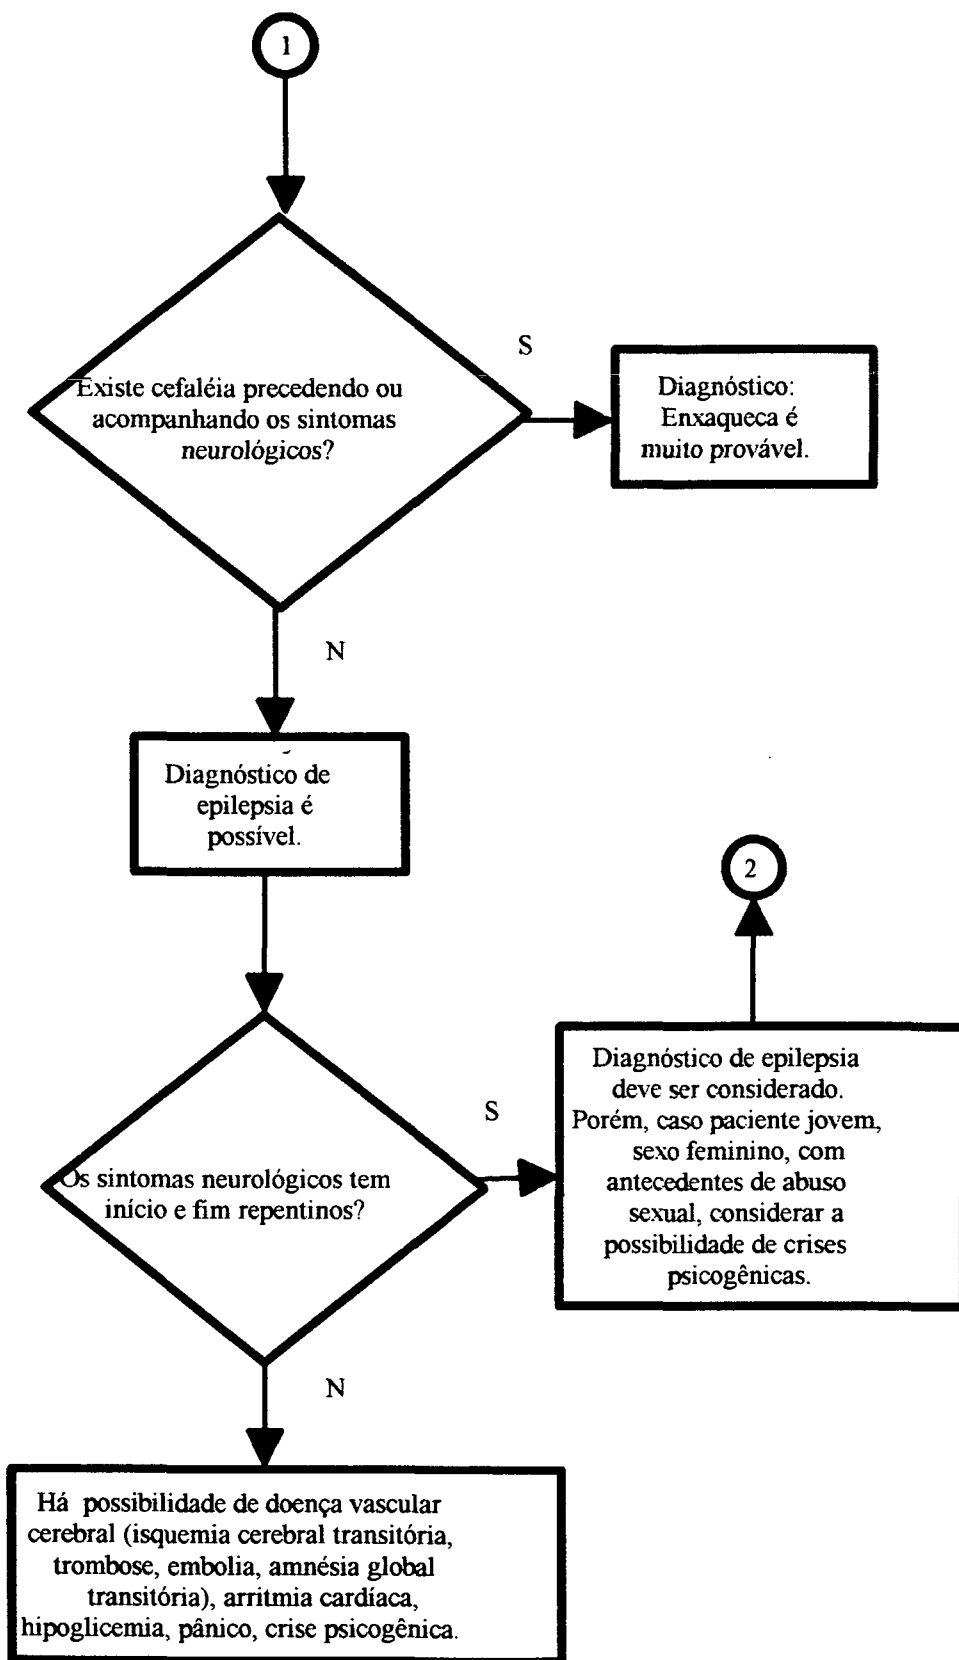 1
Existe cefaléia precedendo ou
acompanhando os sintomas
neurológicos?
S
Diagnóstico:
Enxaqueca é
muito provável.
N
Diagnóstico de
epilepsia é
possível.
2
Os sintomas neurológicos tem
início e fim repentinos?
S
Diagnóstico de epilepsia
deve ser considerado.
Porém, caso paciente jovem,
sexo feminino, com
antecedentes de abuso
sexual, considerar a
possibilidade de crises
psicogênicas.
N
Há possibilidade de doença vascular
cerebral (isquemia cerebral transitória,
trombose, embolia, amnésia global
transitória), arritmia cardíaca,
hipoglicemia, pânico, crise psicogênica.